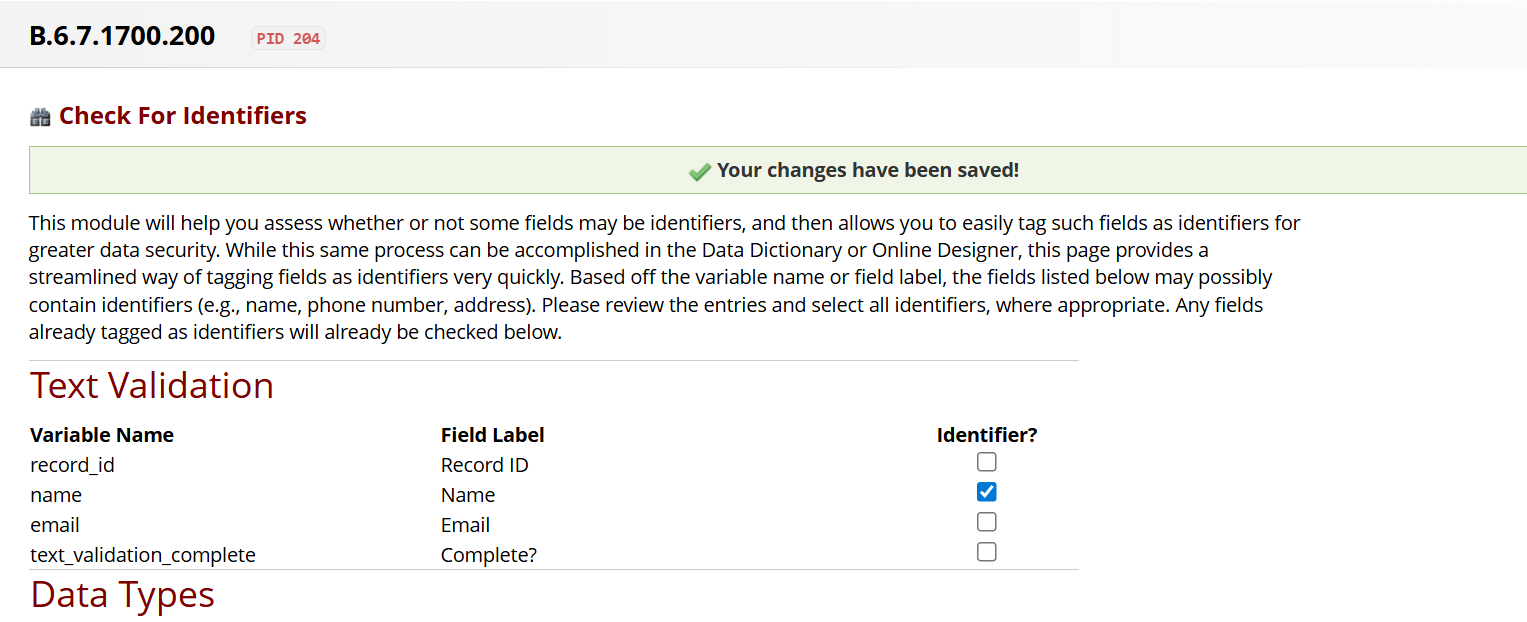 B.6.7.1700.200 PID 204
Check For Identifiers
Your changes have been saved!
This module will help you assess whether or not some fields may be identifiers, and then allows you to easily tag such fields as identifiers for
greater data security. While this same process can be accomplished in the Data Dictionary or Online Designer, this page provides a
streamlined way of tagging fields as identifiers very quickly. Based off the variable name or field label, the fields listed below may possibly
contain identifiers (e.g., name, phone number, address). Please review the entries and select all identifiers, where appropriate. Any fields
already tagged as identifiers will already be checked below.
Text Validation
Variable Name Field Label Identifier?
record_id Record ID
name Name
email Email
text_validation_complete Complete?
Data Types